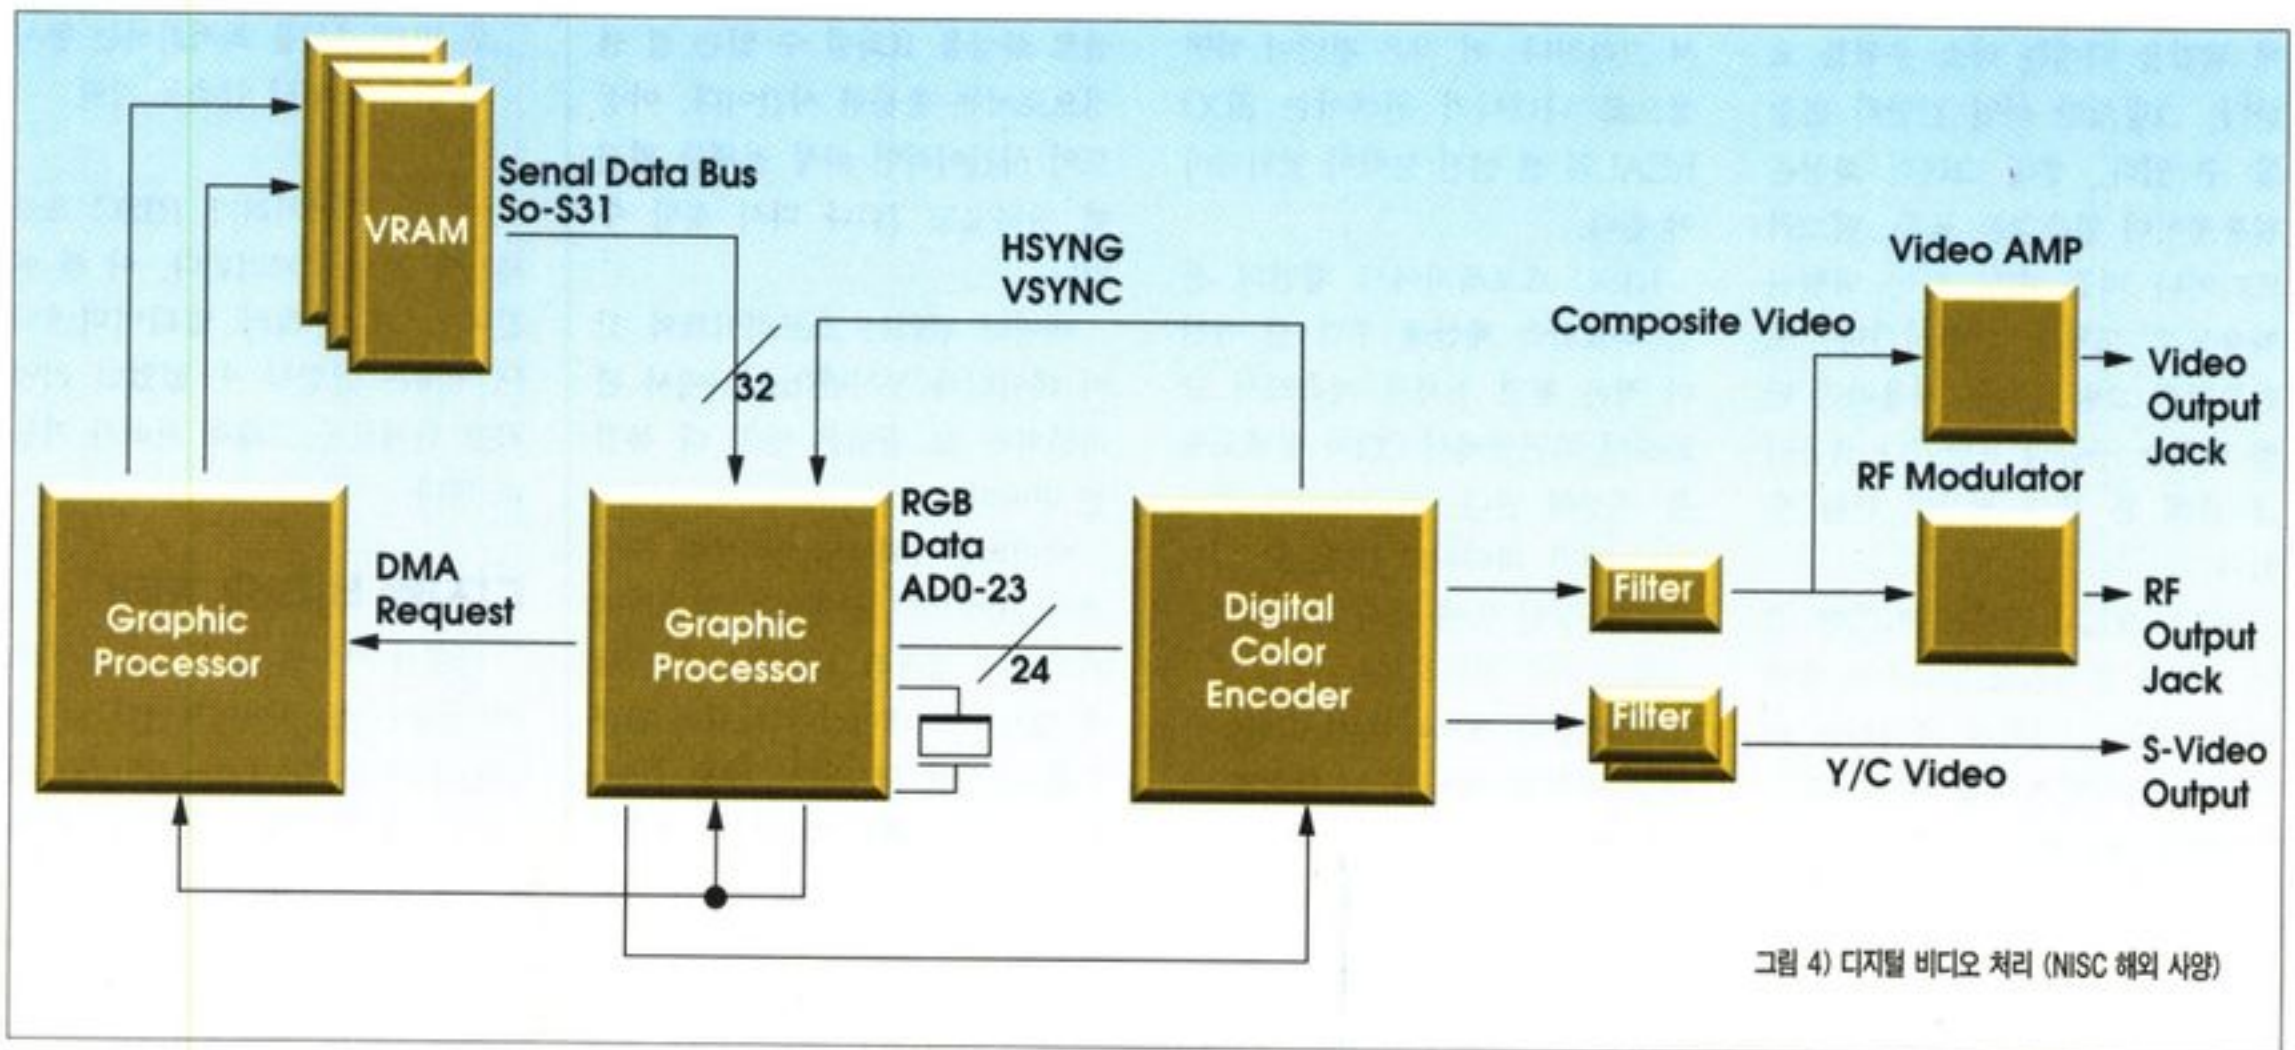 VRAM
Senal Data Bus
So-S31
32
HSYNG
VSYNC
Graphic
Processor
DMA
Request
Graphic
Processor
RGB
Data
AD0-23
24
Digital
Color
Encoder
Filter
Filter
Composite Video
Video AMP
Video
Output
Jack
RF Modulator
RF
Output
Jack
Y/C Video
S-Video
Output
그림 4) 디지털 비디오 처리 (NISC 해외 사양)